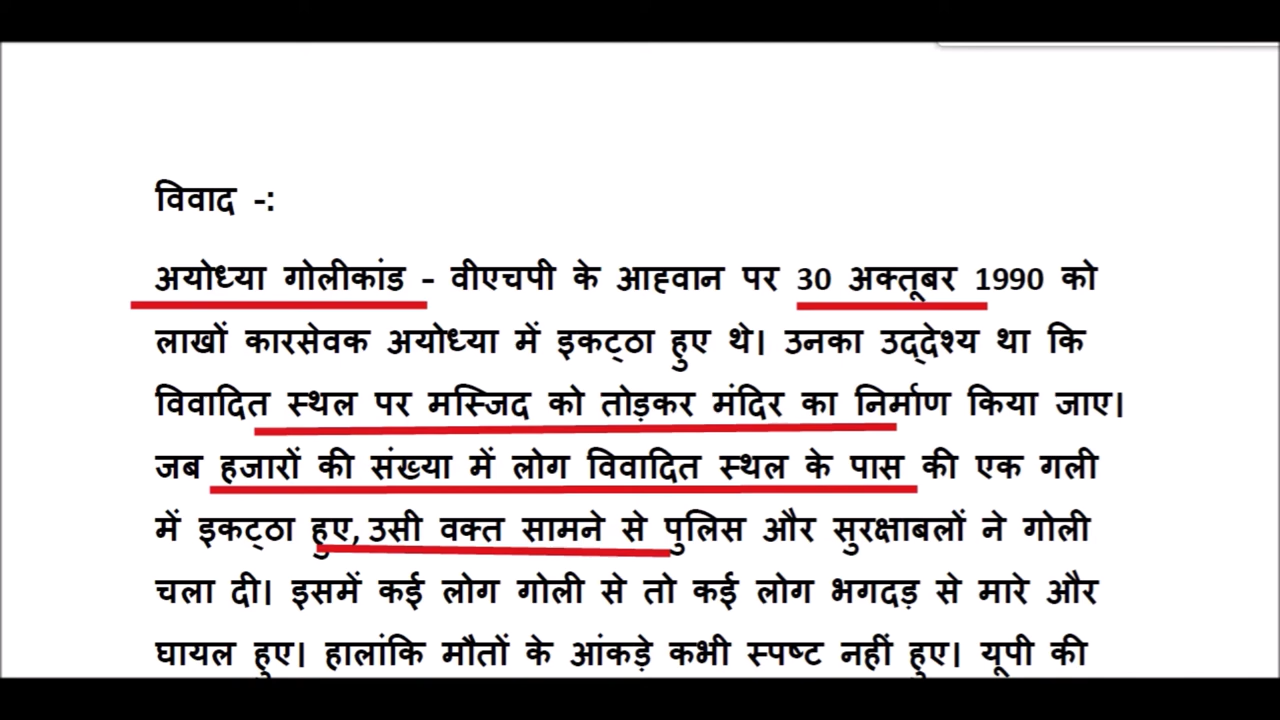 विवाद -:
अयोध्या गोलीकांड - वीएचपी के आह्वान पर 30 अक्तूबर 1990 को
लाखों कारसेवक अयोध्या में इकट्ठा हुए थे। उनका उद्देश्य था कि
विवादित स्थल पर मस्जिद को तोड़कर मंदिर का निर्माण किया जाए।
जब हजारों की संख्या में लोग विवादित स्थल के पास की एक गली
में इकट्ठा हुए, उसी वक्त सामने से पुलिस और सुरक्षाबलों ने गोली
चला दी। इसमें कई लोग गोली से तो कई लोग भगदड़ से मारे और
घायल हुए। हालांकि मौतों के आंकड़े कभी स्पष्ट नहीं हुए। यूपी की